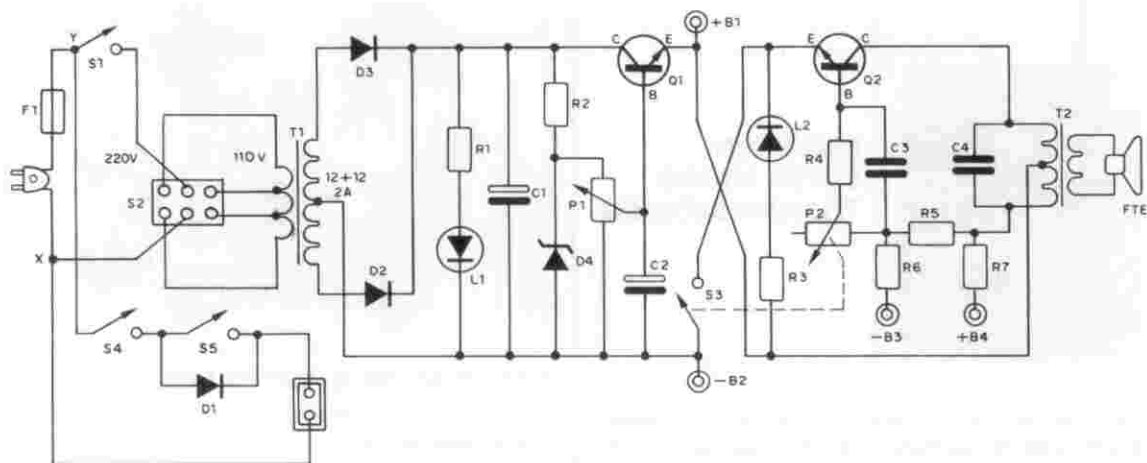 Y
S1
F1
220V
110V
S2
X
T1
12+12
2A
D3
D2
S4
S5
D1
R1
L1
C1
R2
P1
D4
C
E
Q1
B
C2
+B1
S3
−B2
E
C
Q2
B
L2
R3
R4
C3
P2
R5
R6
R7
−B3
+B4
C4
T2
FTE